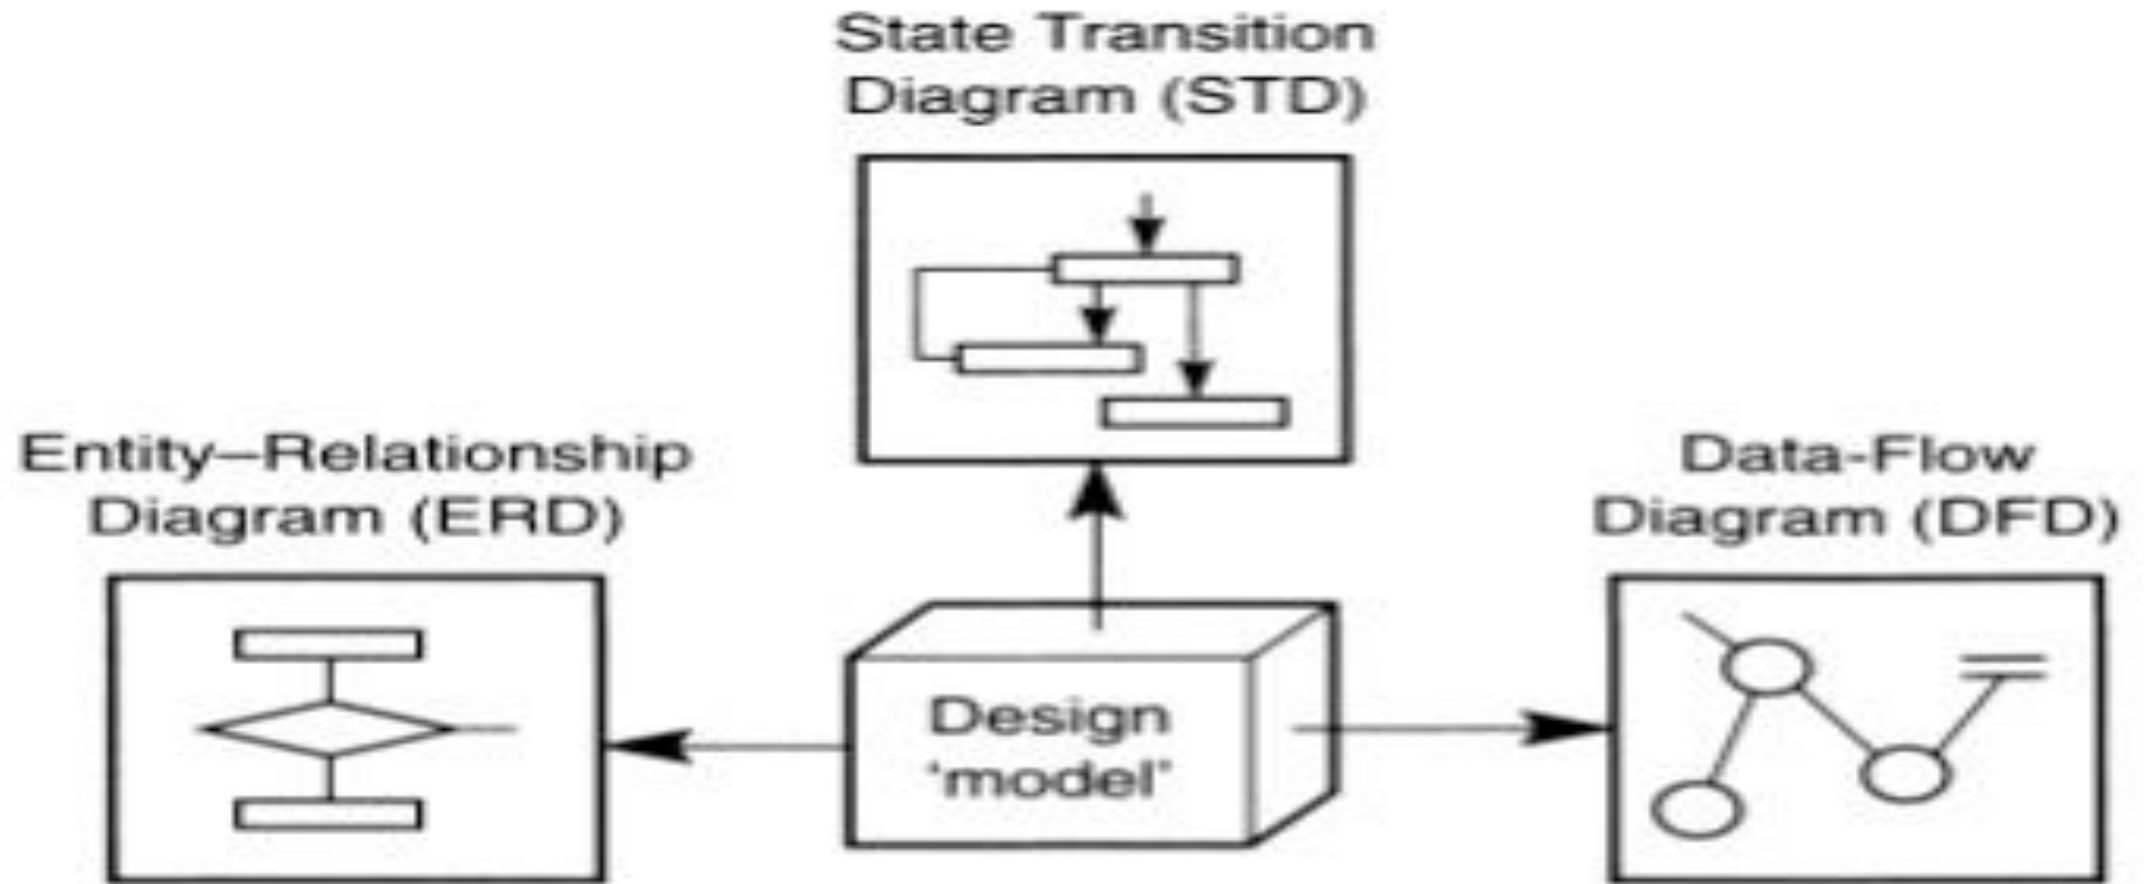 State Transition
Diagram (STD)
Entity–Relationship
Diagram (ERD)
Data-Flow
Diagram (DFD)
Design
‘model’